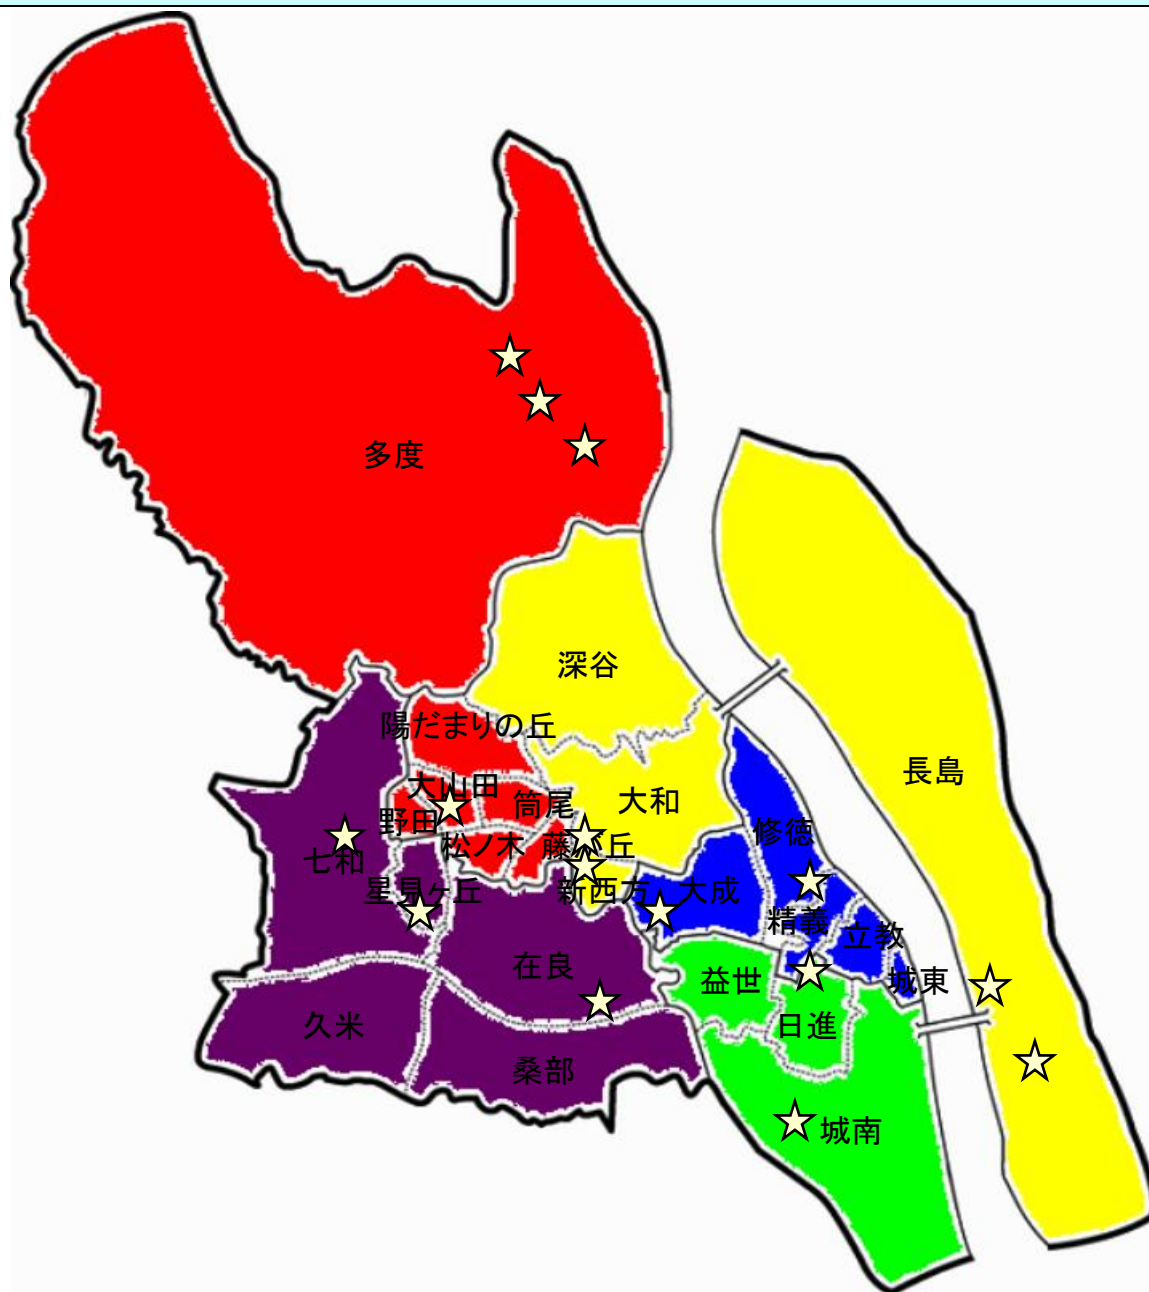 多度
深谷
陽だまりの丘
長島
大山田
筒尾
大和
野田
修徳
松ノ木
藤が丘
七和
星見ヶ丘
新西方
大成
精義
立教
在良
益世
城東
久米
日進
桑部
城南